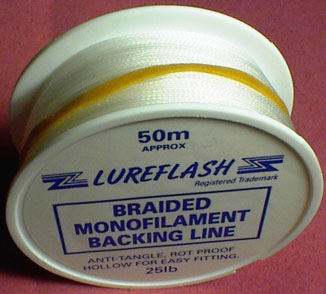 50m
APPROX
LUREFLASH
Registered Trademark
BRAIDED
MONOFILAMENT
BACKING LINE
ANTI-TANGLE, ROT PROOF
HOLLOW FOR EASY FITTING.
25lb